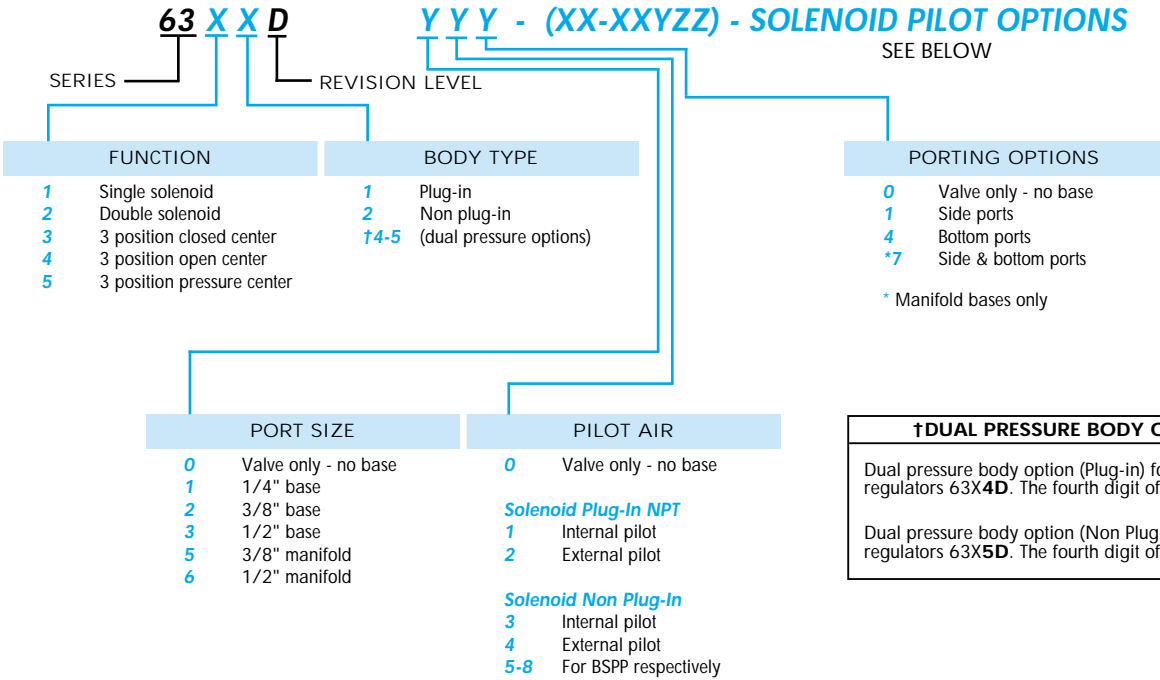 63 X X D Y Y Y - (XX-XXYZZ) - SOLENOID PILOT OPTIONS
SEE BELOW
SERIES REVISION LEVEL
FUNCTION
1 Single solenoid
2 Double solenoid
3 3 position closed center
4 3 position open center
5 3 position pressure center
BODY TYPE
1 Plug-in
2 Non plug-in
†4-5 (dual pressure options)
PORTING OPTIONS
0 Valve only - no base
1 Side ports
4 Bottom ports
*7 Side & bottom ports
* Manifold bases only
PORT SIZE
0 Valve only - no base
1 1/4" base
2 3/8" base
3 1/2" base
5 3/8" manifold
6 1/2" manifold
PILOT AIR
0 Valve only - no base
Solenoid Plug-In NPT
1 Internal pilot
2 External pilot
Solenoid Non Plug-In
3 Internal pilot
4 External pilot
5-8 For BSPP respectively
†DUAL PRESSURE BODY
Dual pressure body option (Plug-in)
regulators 63X4D. The fourth digit of
Dual pressure body option (Non Plug
regulators 63X5D. The fourth digit of